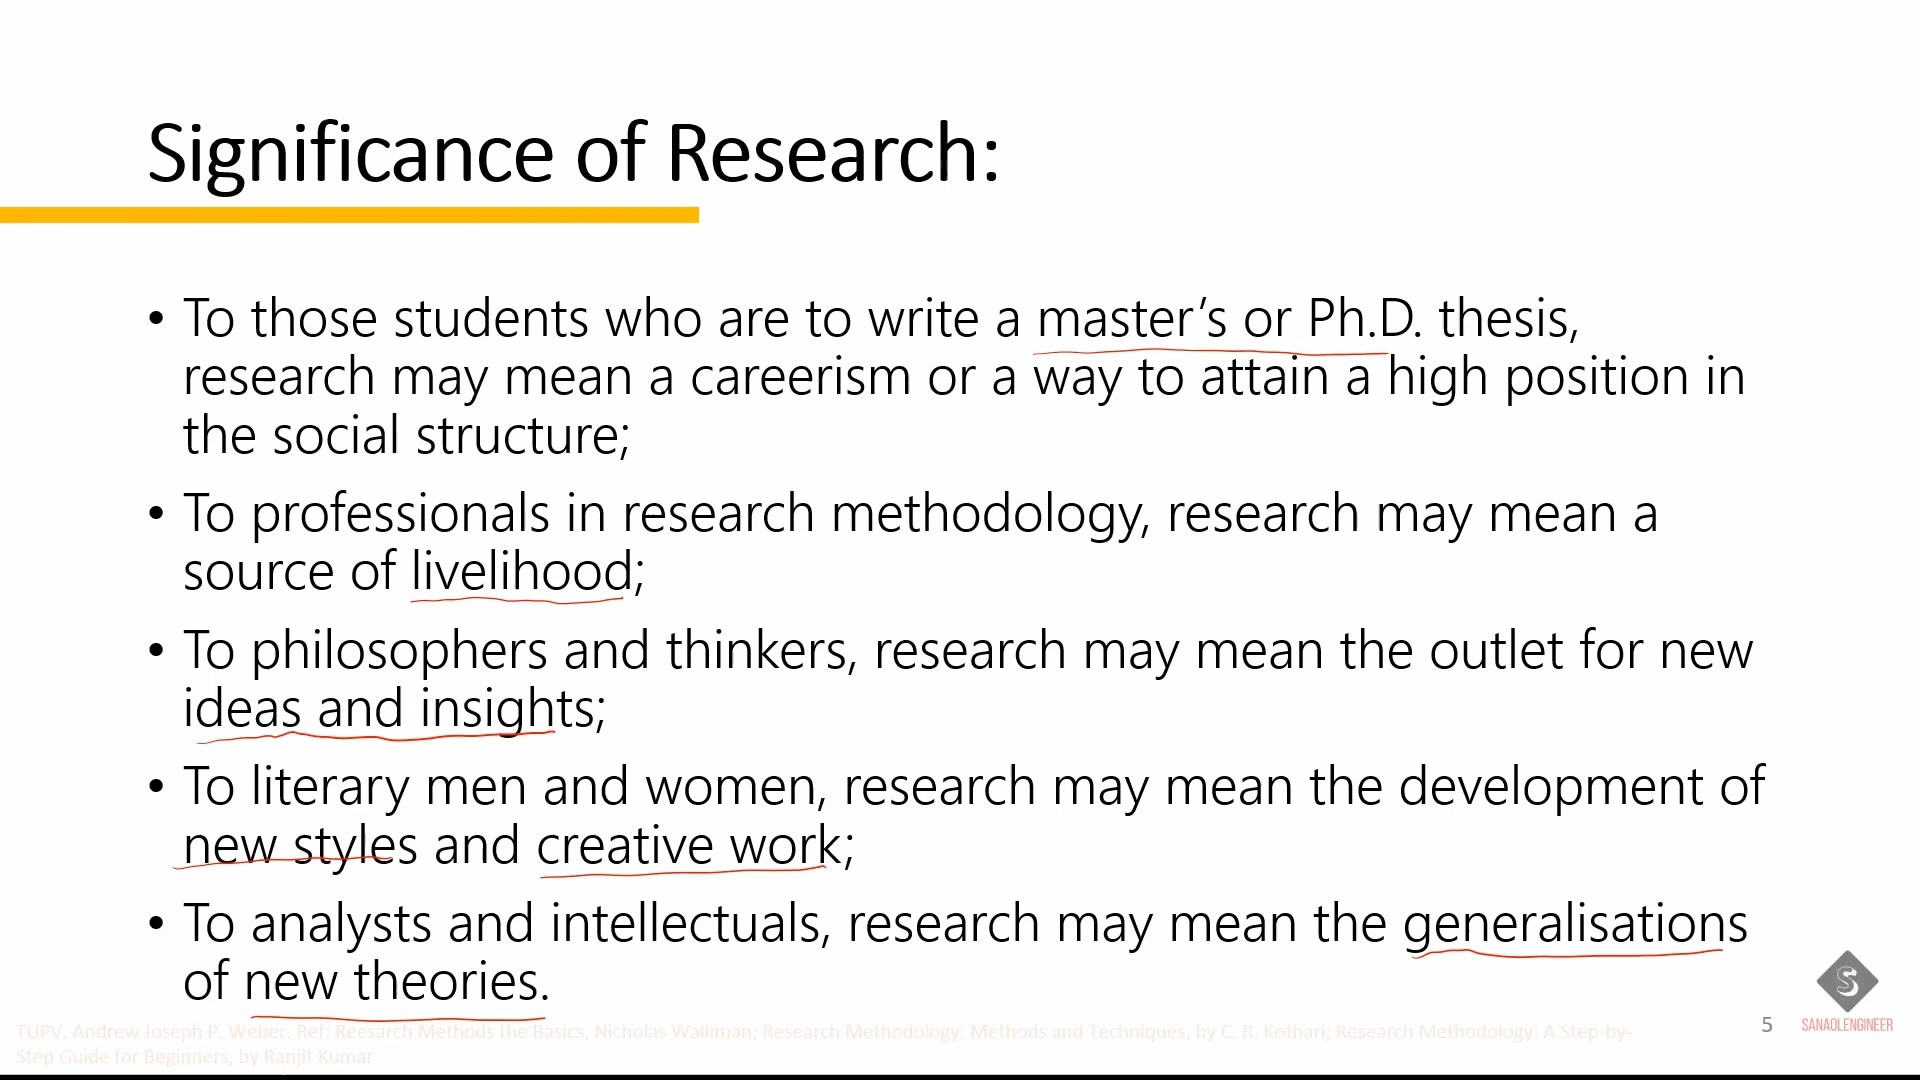 Significance of Research:
• To those students who are to write a master’s or Ph.D. thesis,
research may mean a careerism or a way to attain a high position in
the social structure;
• To professionals in research methodology, research may mean a
source of livelihood;
• To philosophers and thinkers, research may mean the outlet for new
ideas and insights;
• To literary men and women, research may mean the development of
new styles and creative work;
• To analysts and intellectuals, research may mean the generalisations
of new theories.
TUPV, Andrew Joseph P. Weber. Ref: Reesarch Methods the Basics, Nicholas Walliman; Research Methodology: Methods and Techniques, by C. R. Kothari; Research Methodology: A Step-by-
Step Guide for Beginners, by Ranjit Kumar
5
S
SANAOLENGINEER